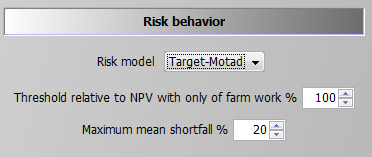 Risk behavior
Risk model Target-Motad
Threshold relative to NPV with only of farm work % 100
Maximum mean shortfall % 20